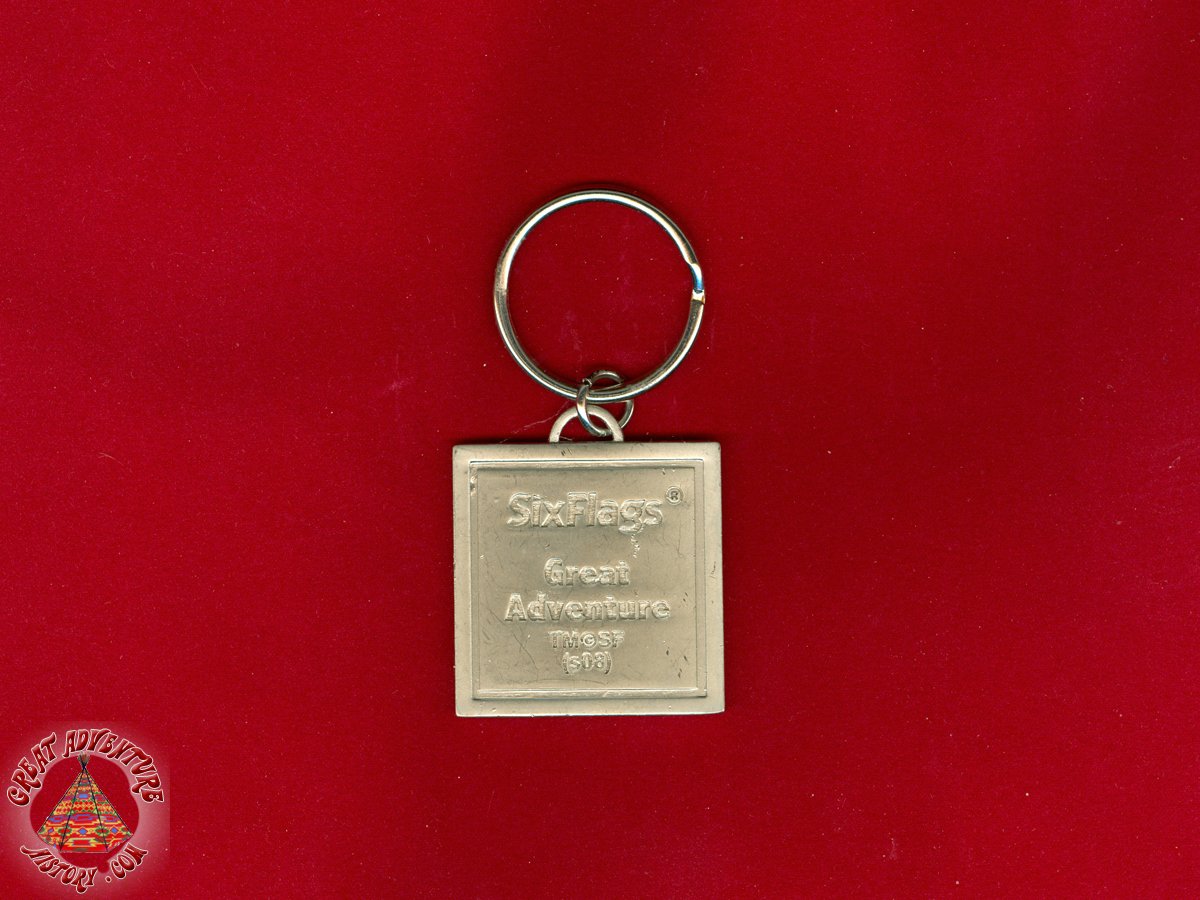 SixFlags®
Great
Adventure
TM©SF
(s08)
GREAT ADVENTURE
HISTORY.COM